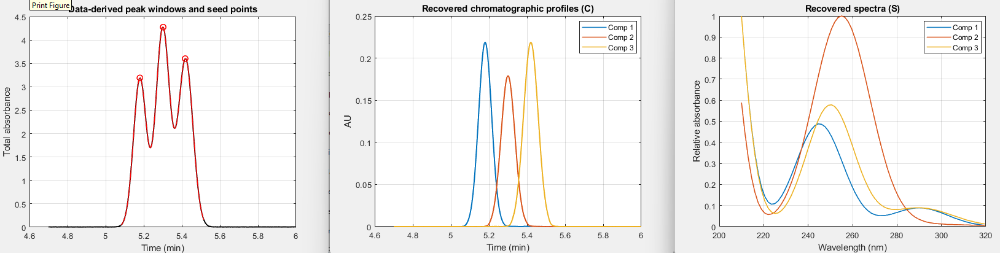 Print Figure
Data-derived peak windows and seed points
Total absorbance
4.5
4
3.5
3
2.5
2
1.5
1
0.5
0
4.6 4.8 5 5.2 5.4 5.6 5.8 6
Time (min)
Recovered chromatographic profiles (C)
AU
0.25
0.2
0.15
0.1
0.05
0
4.6 4.8 5 5.2 5.4 5.6 5.8 6
Time (min)
Comp 1
Comp 2
Comp 3
Recovered spectra (S)
Relative absorbance
1
0.9
0.8
0.7
0.6
0.5
0.4
0.3
0.2
0.1
0
200 220 240 260 280 300 320
Wavelength (nm)
Comp 1
Comp 2
Comp 3